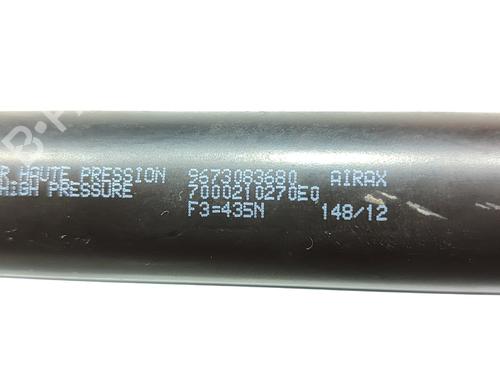 R HAUTE PRESSION 9673083680 AIRAX
HIGH PRESSURE 7000210270EQ
F3=435N 148/12